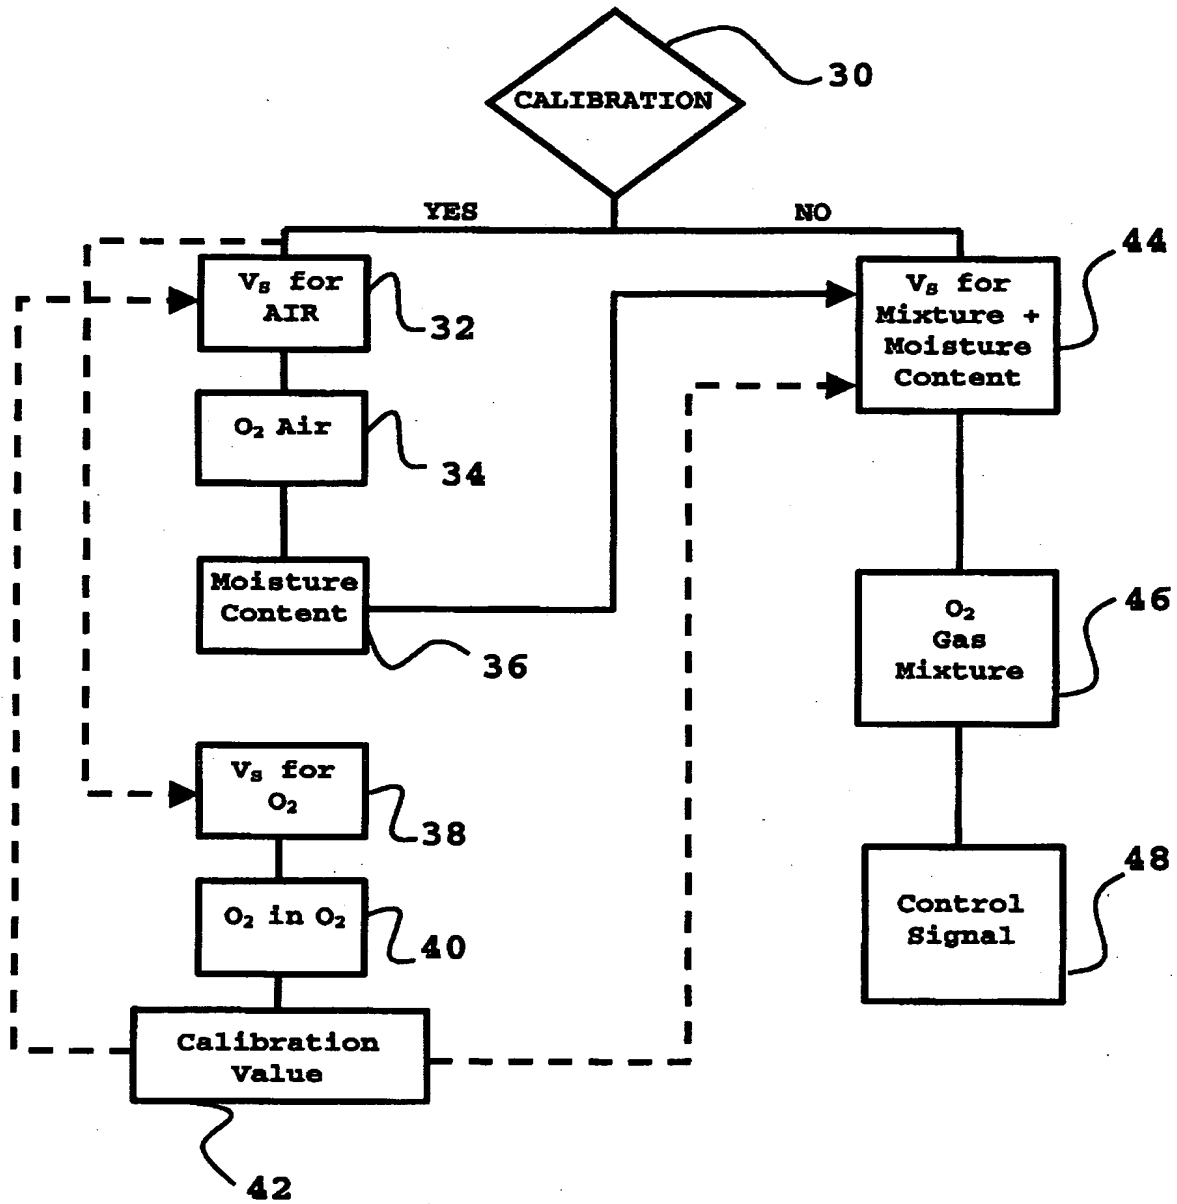 CALIBRATION
30
YES
NO
Vₛ for
AIR
32
Vₛ for
Mixture +
Moisture
Content
44
O₂ Air
34
Moisture
Content
36
O₂
Gas
Mixture
46
Vₛ for
O₂
38
O₂ in O₂
40
Control
Signal
48
Calibration
Value
42